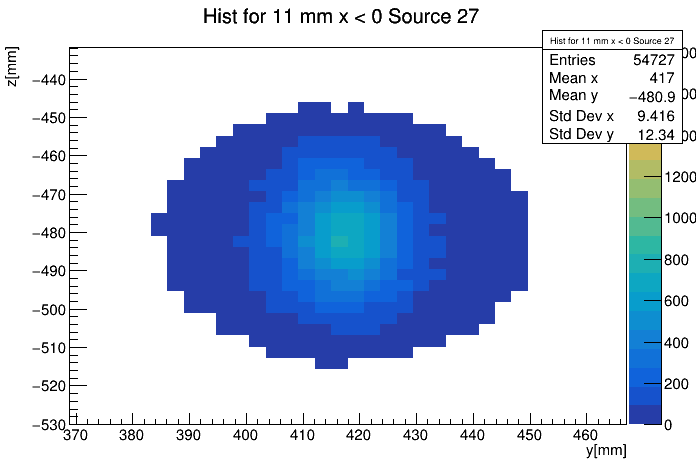 Hist for 11 mm x < 0 Source 27
z[mm]
Hist for 11 mm x < 0 Source 27
Entries 54727
Mean x 417
Mean y −480.9
Std Dev x 9.416
Std Dev y 12.34
−440
−450
−460
−470
−480
−490
−500
−510
−520
−530
1200
1000
800
600
400
200
0
370 380 390 400 410 420 430 440 450 460
y[mm]